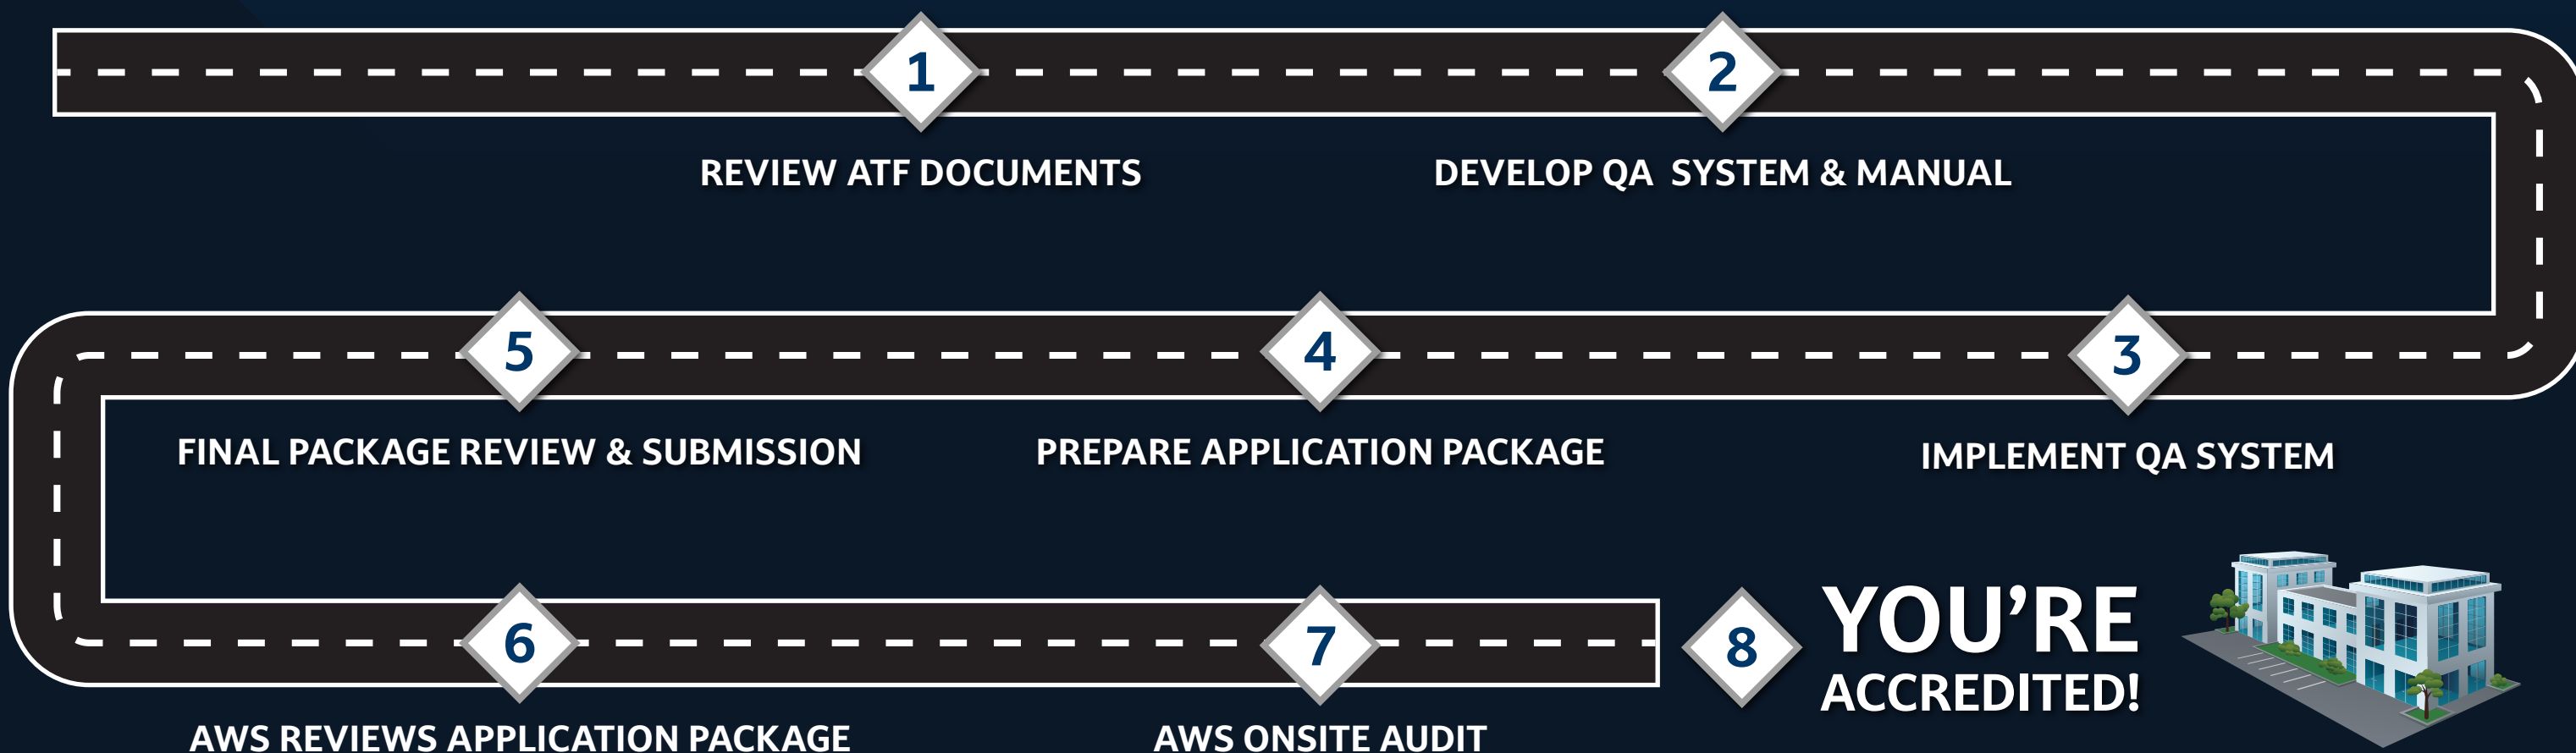 1
REVIEW ATF DOCUMENTS
2
DEVELOP QA  SYSTEM & MANUAL
3
IMPLEMENT QA SYSTEM
4
PREPARE APPLICATION PACKAGE
5
FINAL PACKAGE REVIEW & SUBMISSION
6
AWS REVIEWS APPLICATION PACKAGE
7
AWS ONSITE AUDIT
8
YOU’RE
ACCREDITED!